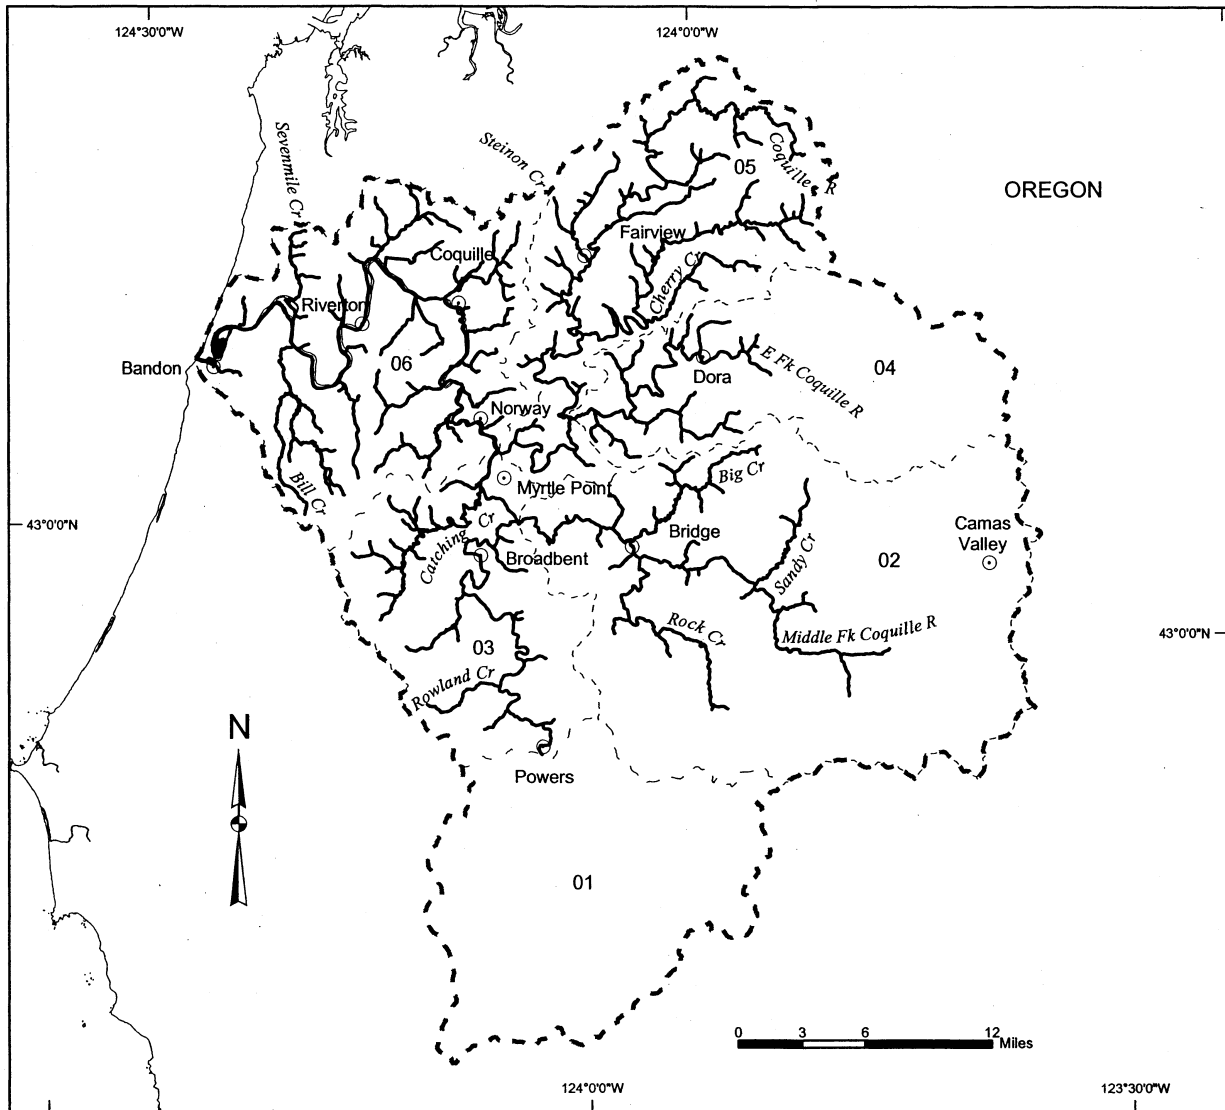 124°30'0"W
124°0'0"W
Sevenmile Cr
Steinon Cr
Coquille R
05
OREGON
Fairview
Coquille
Cherry Cr
Riverton
Bandon
06
04
Dora
E Fk Coquille R
Norway
Big Cr
Myrtle Point
Bill Cr
43°0'0"N
Catching Cr
Bridge
Camas
Valley
Broadbent
Sandy Cr
02
Rock Cr
Middle Fk Coquille R
43°0'0"N
03
Rowland Cr
N
Powers
01
0 3 6 12
Miles
124°0'0"W
123°30'0"W